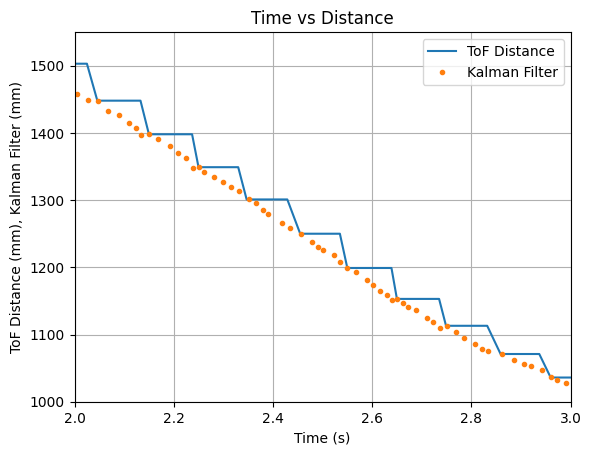 Time vs Distance
ToF Distance (mm), Kalman Filter (mm)
1500
1400
1300
1200
1100
1000
ToF Distance
Kalman Filter
2.0 2.2 2.4 2.6 2.8 3.0
Time (s)